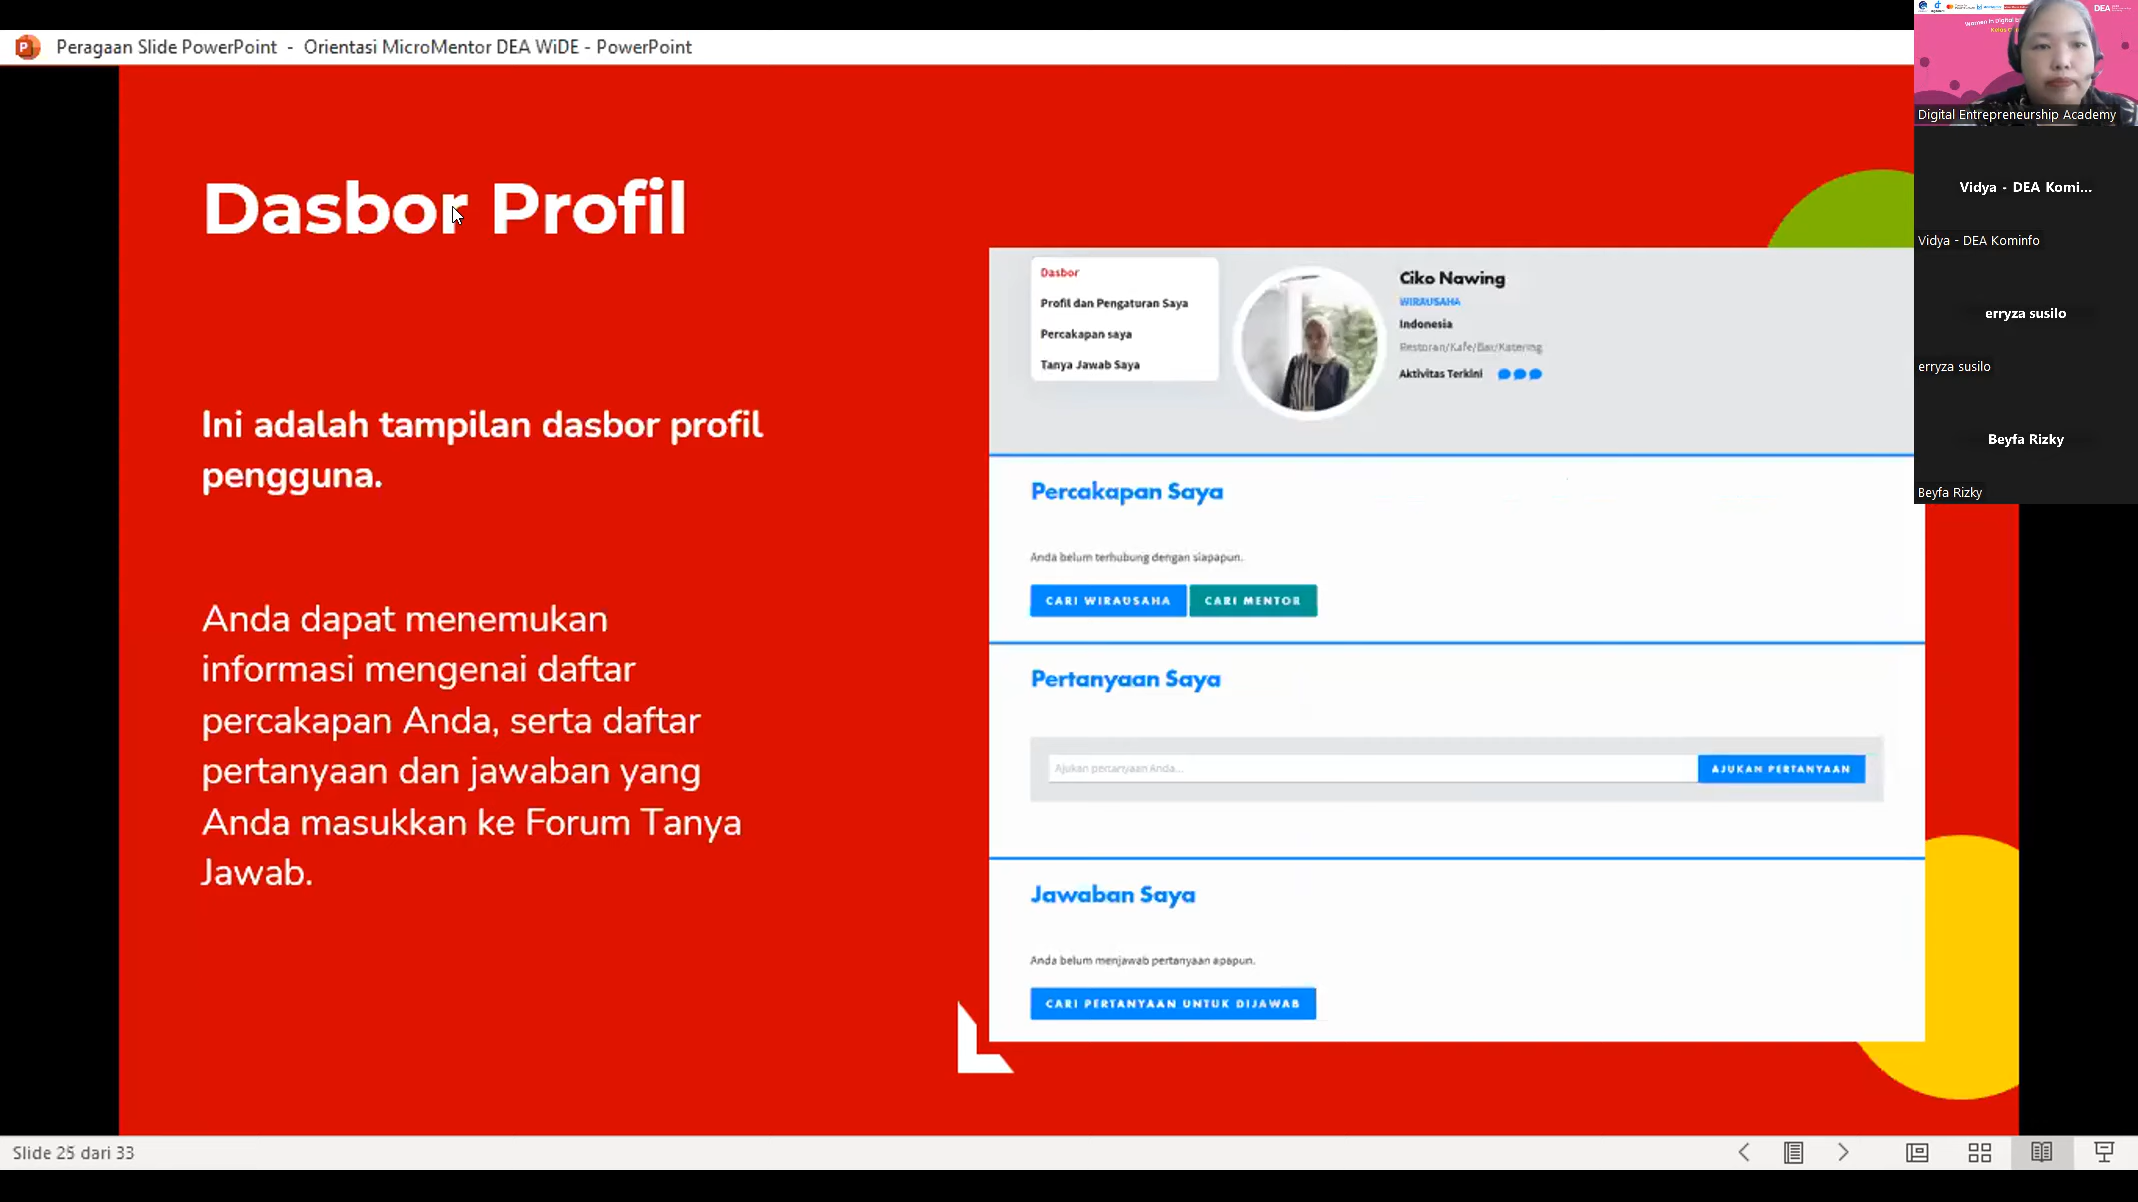 Peragaan Slide PowerPoint - Orientasi MicroMentor DEA WiDE - PowerPoint
Dasbor Profil
Ini adalah tampilan dasbor profil
pengguna.
Anda dapat menemukan
informasi mengenai daftar
percakapan Anda, serta daftar
pertanyaan dan jawaban yang
Anda masukkan ke Forum Tanya
Jawab.
Dasbor
Profil dan Pengaturan Saya
Percakapan saya
Tanya Jawab Saya
Ciko Nawing
WIRAUSAHA
Indonesia
Restoran/Kafe/Bar/Katering
Aktivitas Terkini
Percakapan Saya
Anda belum terhubung dengan siapapun.
CARI WIRAUSAHA
CARI MENTOR
Pertanyaan Saya
Ajukan pertanyaan Anda...
AJUKAN PERTANYAAN
Jawaban Saya
Anda belum menjawab pertanyaan apapun.
CARI PERTANYAAN UNTUK DIJAWAB
DEA
Women in Digital
Digital Entrepreneurship Academy
Vidya - DEA Komi...
Vidya - DEA Kominfo
erryza susilo
erryza susilo
Beyfa Rizky
Beyfa Rizky
Slide 25 dari 33